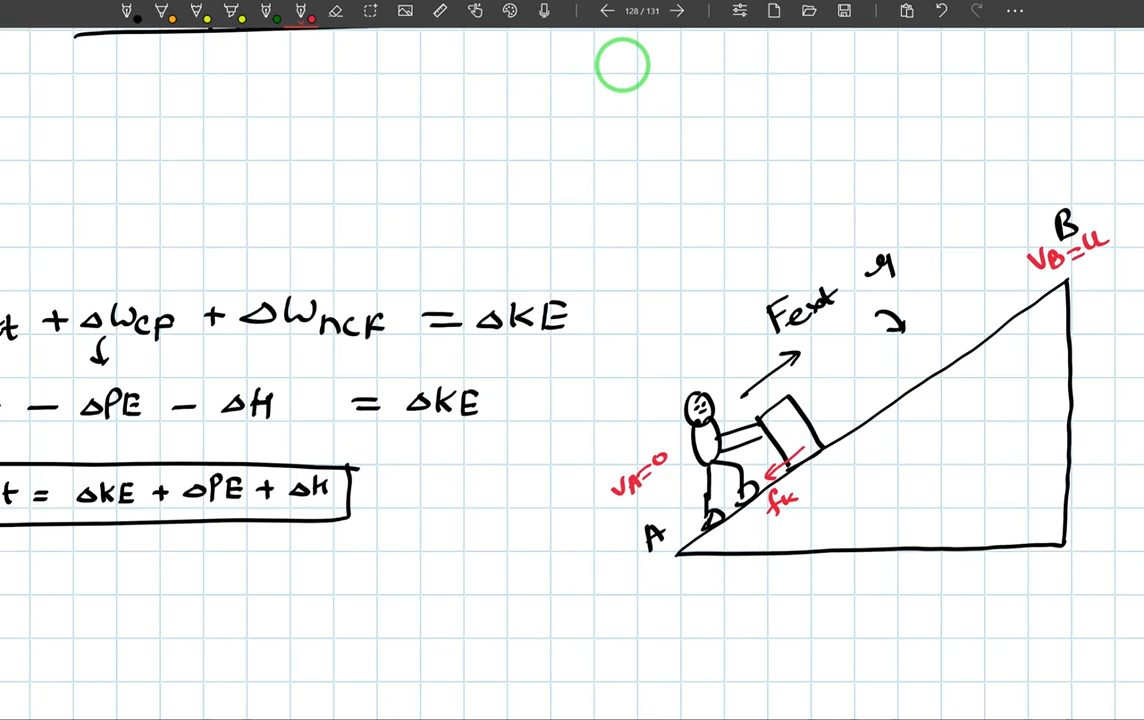 128 / 131
t + ΔWCP + ΔWnCF = ΔKE
- ΔPE - ΔH = ΔKE
t = ΔKE + ΔPE + ΔH
B
VB=u
Fext
VA=0
fk
A